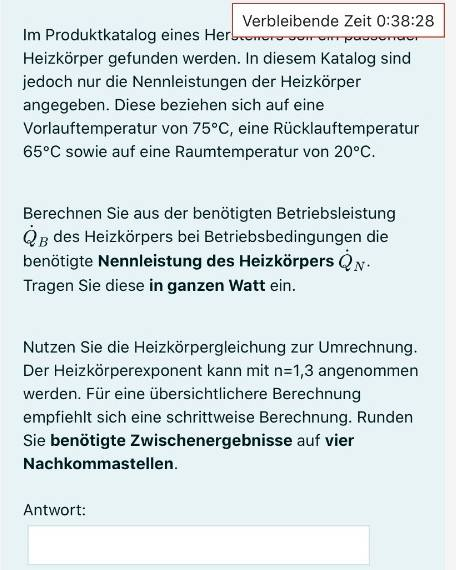 Verbleibende Zeit 0:38:28
Im Produktkatalog eines
Heizkörper gefunden werden. In diesem Katalog sind
jedoch nur die Nennleistungen der Heizkörper
angegeben. Diese beziehen sich auf eine
Vorlauftemperatur von 75°C, eine Rücklauftemperatur
65°C sowie auf eine Raumtemperatur von 20°C.
Berechnen Sie aus der benötigten Betriebsleistung
Q̇_B des Heizkörpers bei Betriebsbedingungen die
benötigte Nennleistung des Heizkörpers Q̇_N.
Tragen Sie diese in ganzen Watt ein.
Nutzen Sie die Heizkörpergleichung zur Umrechnung.
Der Heizkörperexponent kann mit n=1,3 angenommen
werden. Für eine übersichtlichere Berechnung
empfiehlt sich eine schrittweise Berechnung. Runden
Sie benötigte Zwischenergebnisse auf vier
Nachkommastellen.
Antwort: